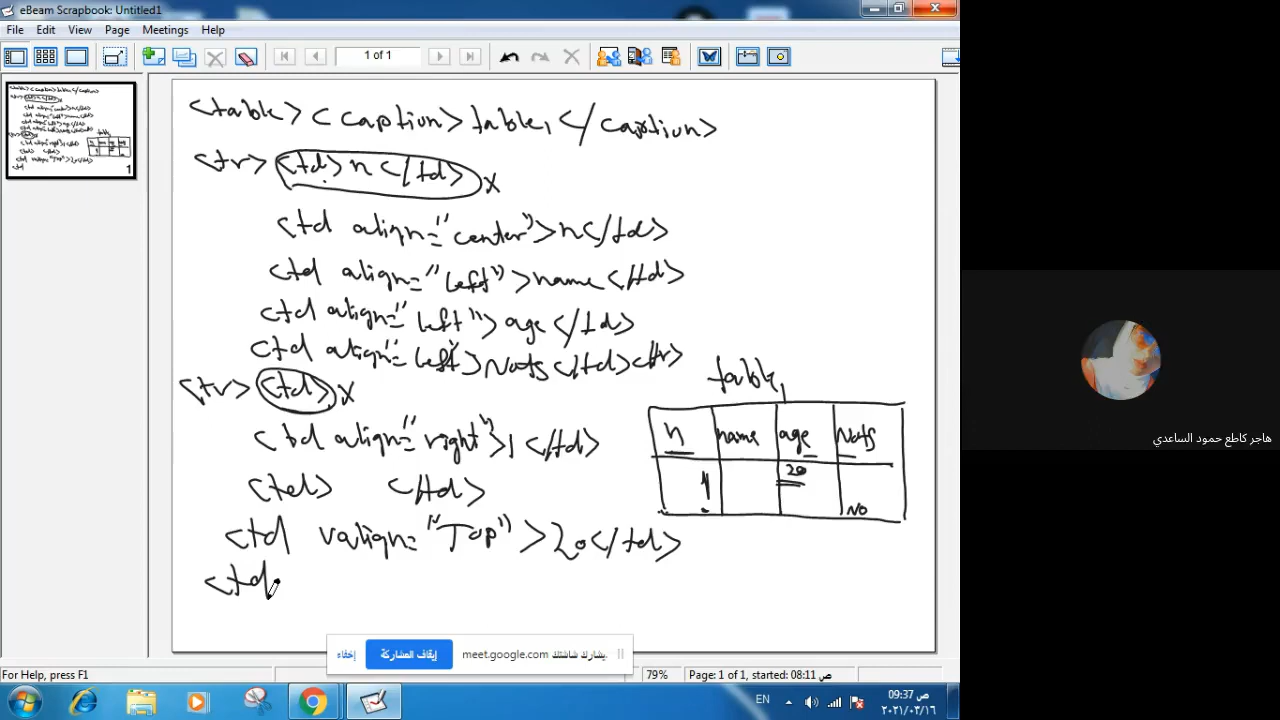 eBeam Scrapbook: Untitled1
File Edit View Page Meetings Help
1 of 1
<table> <caption> table1 </caption>
<tr> <td> n </td> x
<td align="center"> n </td>
<td align="left"> name </td>
<td align="left"> age </td>
<td align="left"> Nots </td> </tr>
<tr> <td> x
<td align="right"> 1 </td>
<td> </td>
<td valign="Top"> 20 </td>
<td
table1
n name age Nots
1 20 No
1
هاجر كاطع حمود الساعدي
إخفاء إيقاف المشاركة meet.google.com يشارك شاشتك.
For Help, press F1
79% Page: 1 of 1, started: 08:11 ص
EN
09:37 ص
٢٠٢١/٠٣/١٦